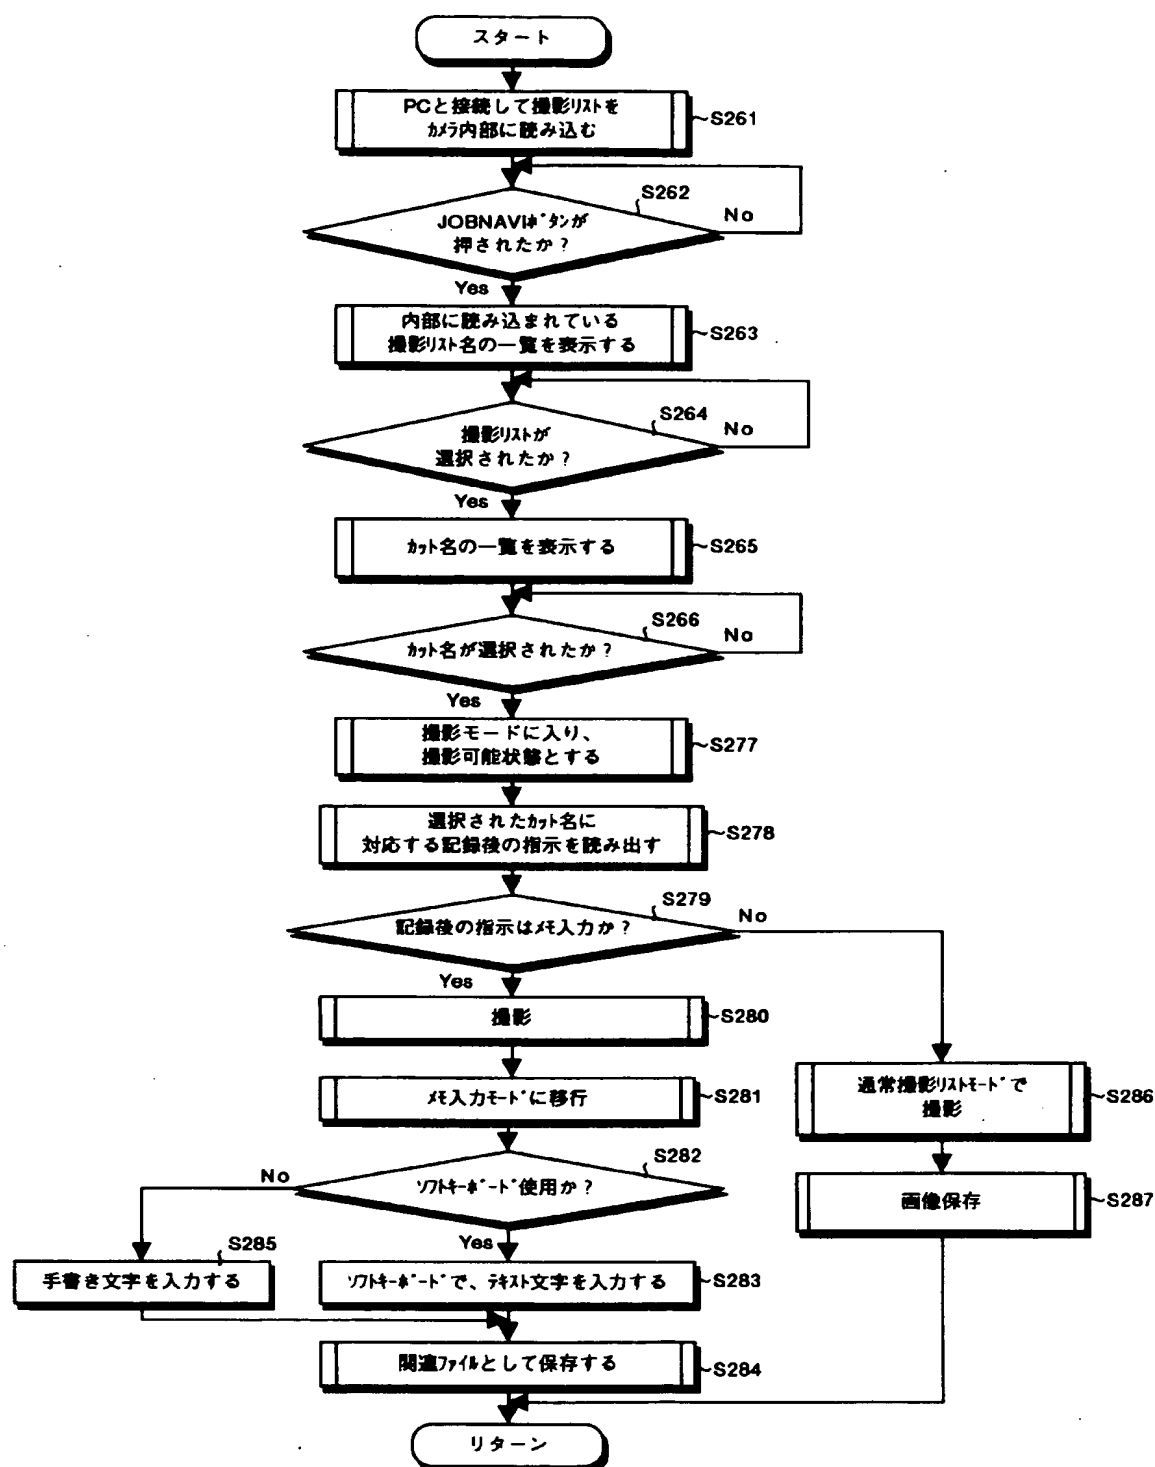 スタート
PCと接続して撮影リストを
カメラ内部に読み込む
S261
S262
JOBNAVIボタンが
押されたか？
No
Yes
内部に読み込まれている
撮影リスト名の一覧を表示する
S263
S264
撮影リストが
選択されたか？
No
Yes
カット名の一覧を表示する
S265
S266
カット名が選択されたか？
No
Yes
撮影モードに入り、
撮影可能状態とする
S277
選択されたカット名に
対応する記録後の指示を読み出す
S278
S279
記録後の指示はメモ入力か？
No
Yes
撮影
S280
メモ入力モードに移行
S281
通常撮影リストモードで
撮影
S286
S282
ソフトキーボード使用か？
No
Yes
画像保存
S287
S285
手書き文字を入力する
ソフトキーボードで、テキスト文字を入力する
S283
関連ファイルとして保存する
S284
リターン